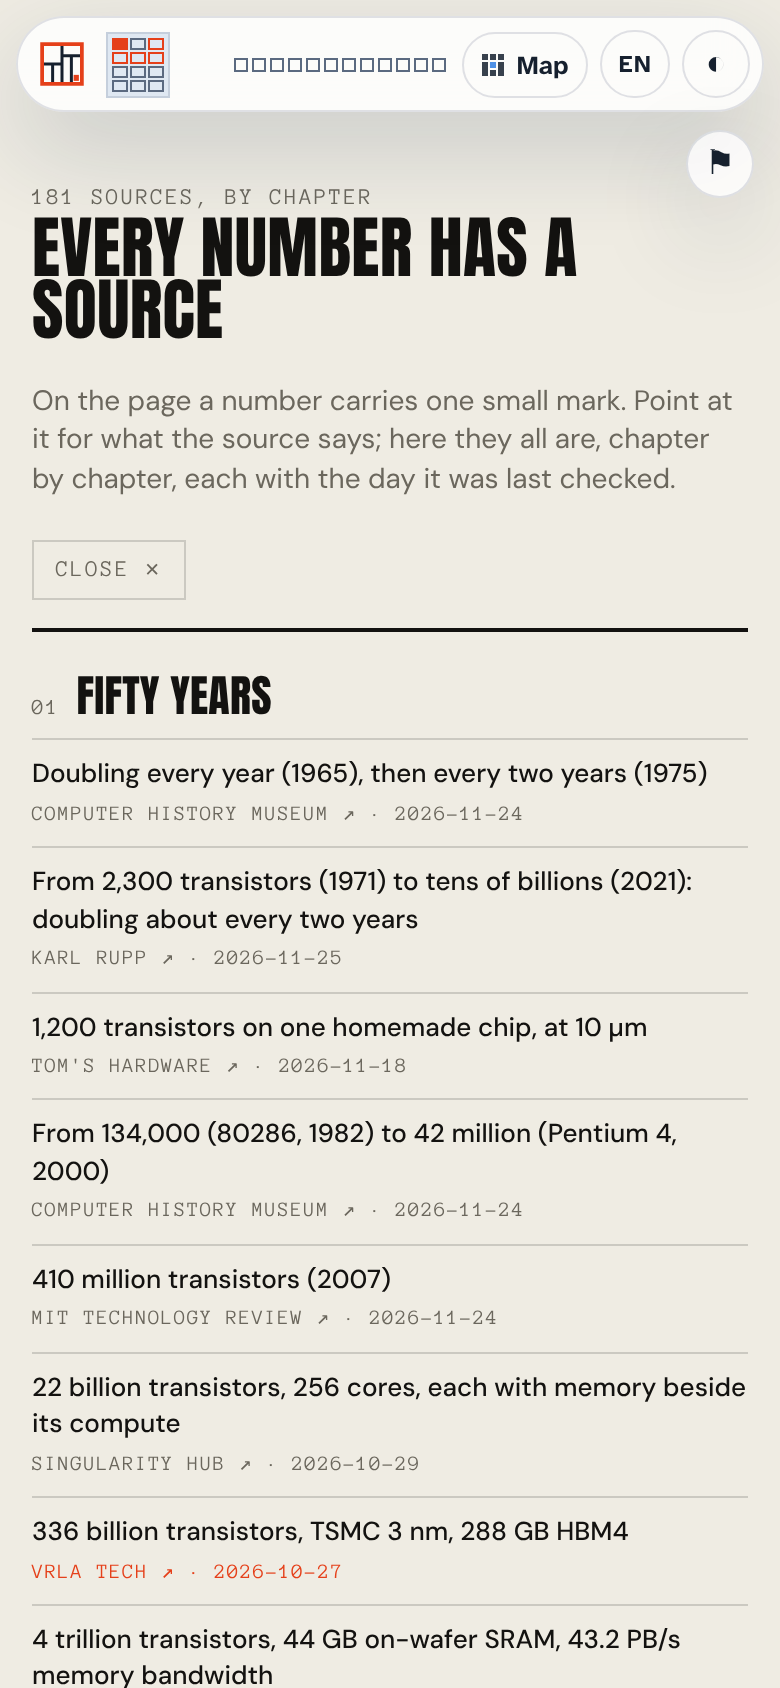 Map
EN
181 SOURCES, BY CHAPTER
EVERY NUMBER HAS A
SOURCE
On the page a number carries one small mark. Point at
it for what the source says; here they all are, chapter
by chapter, each with the day it was last checked.
CLOSE ×
01 FIFTY YEARS
Doubling every year (1965), then every two years (1975)
COMPUTER HISTORY MUSEUM ↗ · 2026-11-24
From 2,300 transistors (1971) to tens of billions (2021):
doubling about every two years
KARL RUPP ↗ · 2026-11-25
1,200 transistors on one homemade chip, at 10 µm
TOM'S HARDWARE ↗ · 2026-11-18
From 134,000 (80286, 1982) to 42 million (Pentium 4,
2000)
COMPUTER HISTORY MUSEUM ↗ · 2026-11-24
410 million transistors (2007)
MIT TECHNOLOGY REVIEW ↗ · 2026-11-24
22 billion transistors, 256 cores, each with memory beside
its compute
SINGULARITY HUB ↗ · 2026-10-29
336 billion transistors, TSMC 3 nm, 288 GB HBM4
VRLA TECH ↗ · 2026-10-27
4 trillion transistors, 44 GB on-wafer SRAM, 43.2 PB/s
memory bandwidth